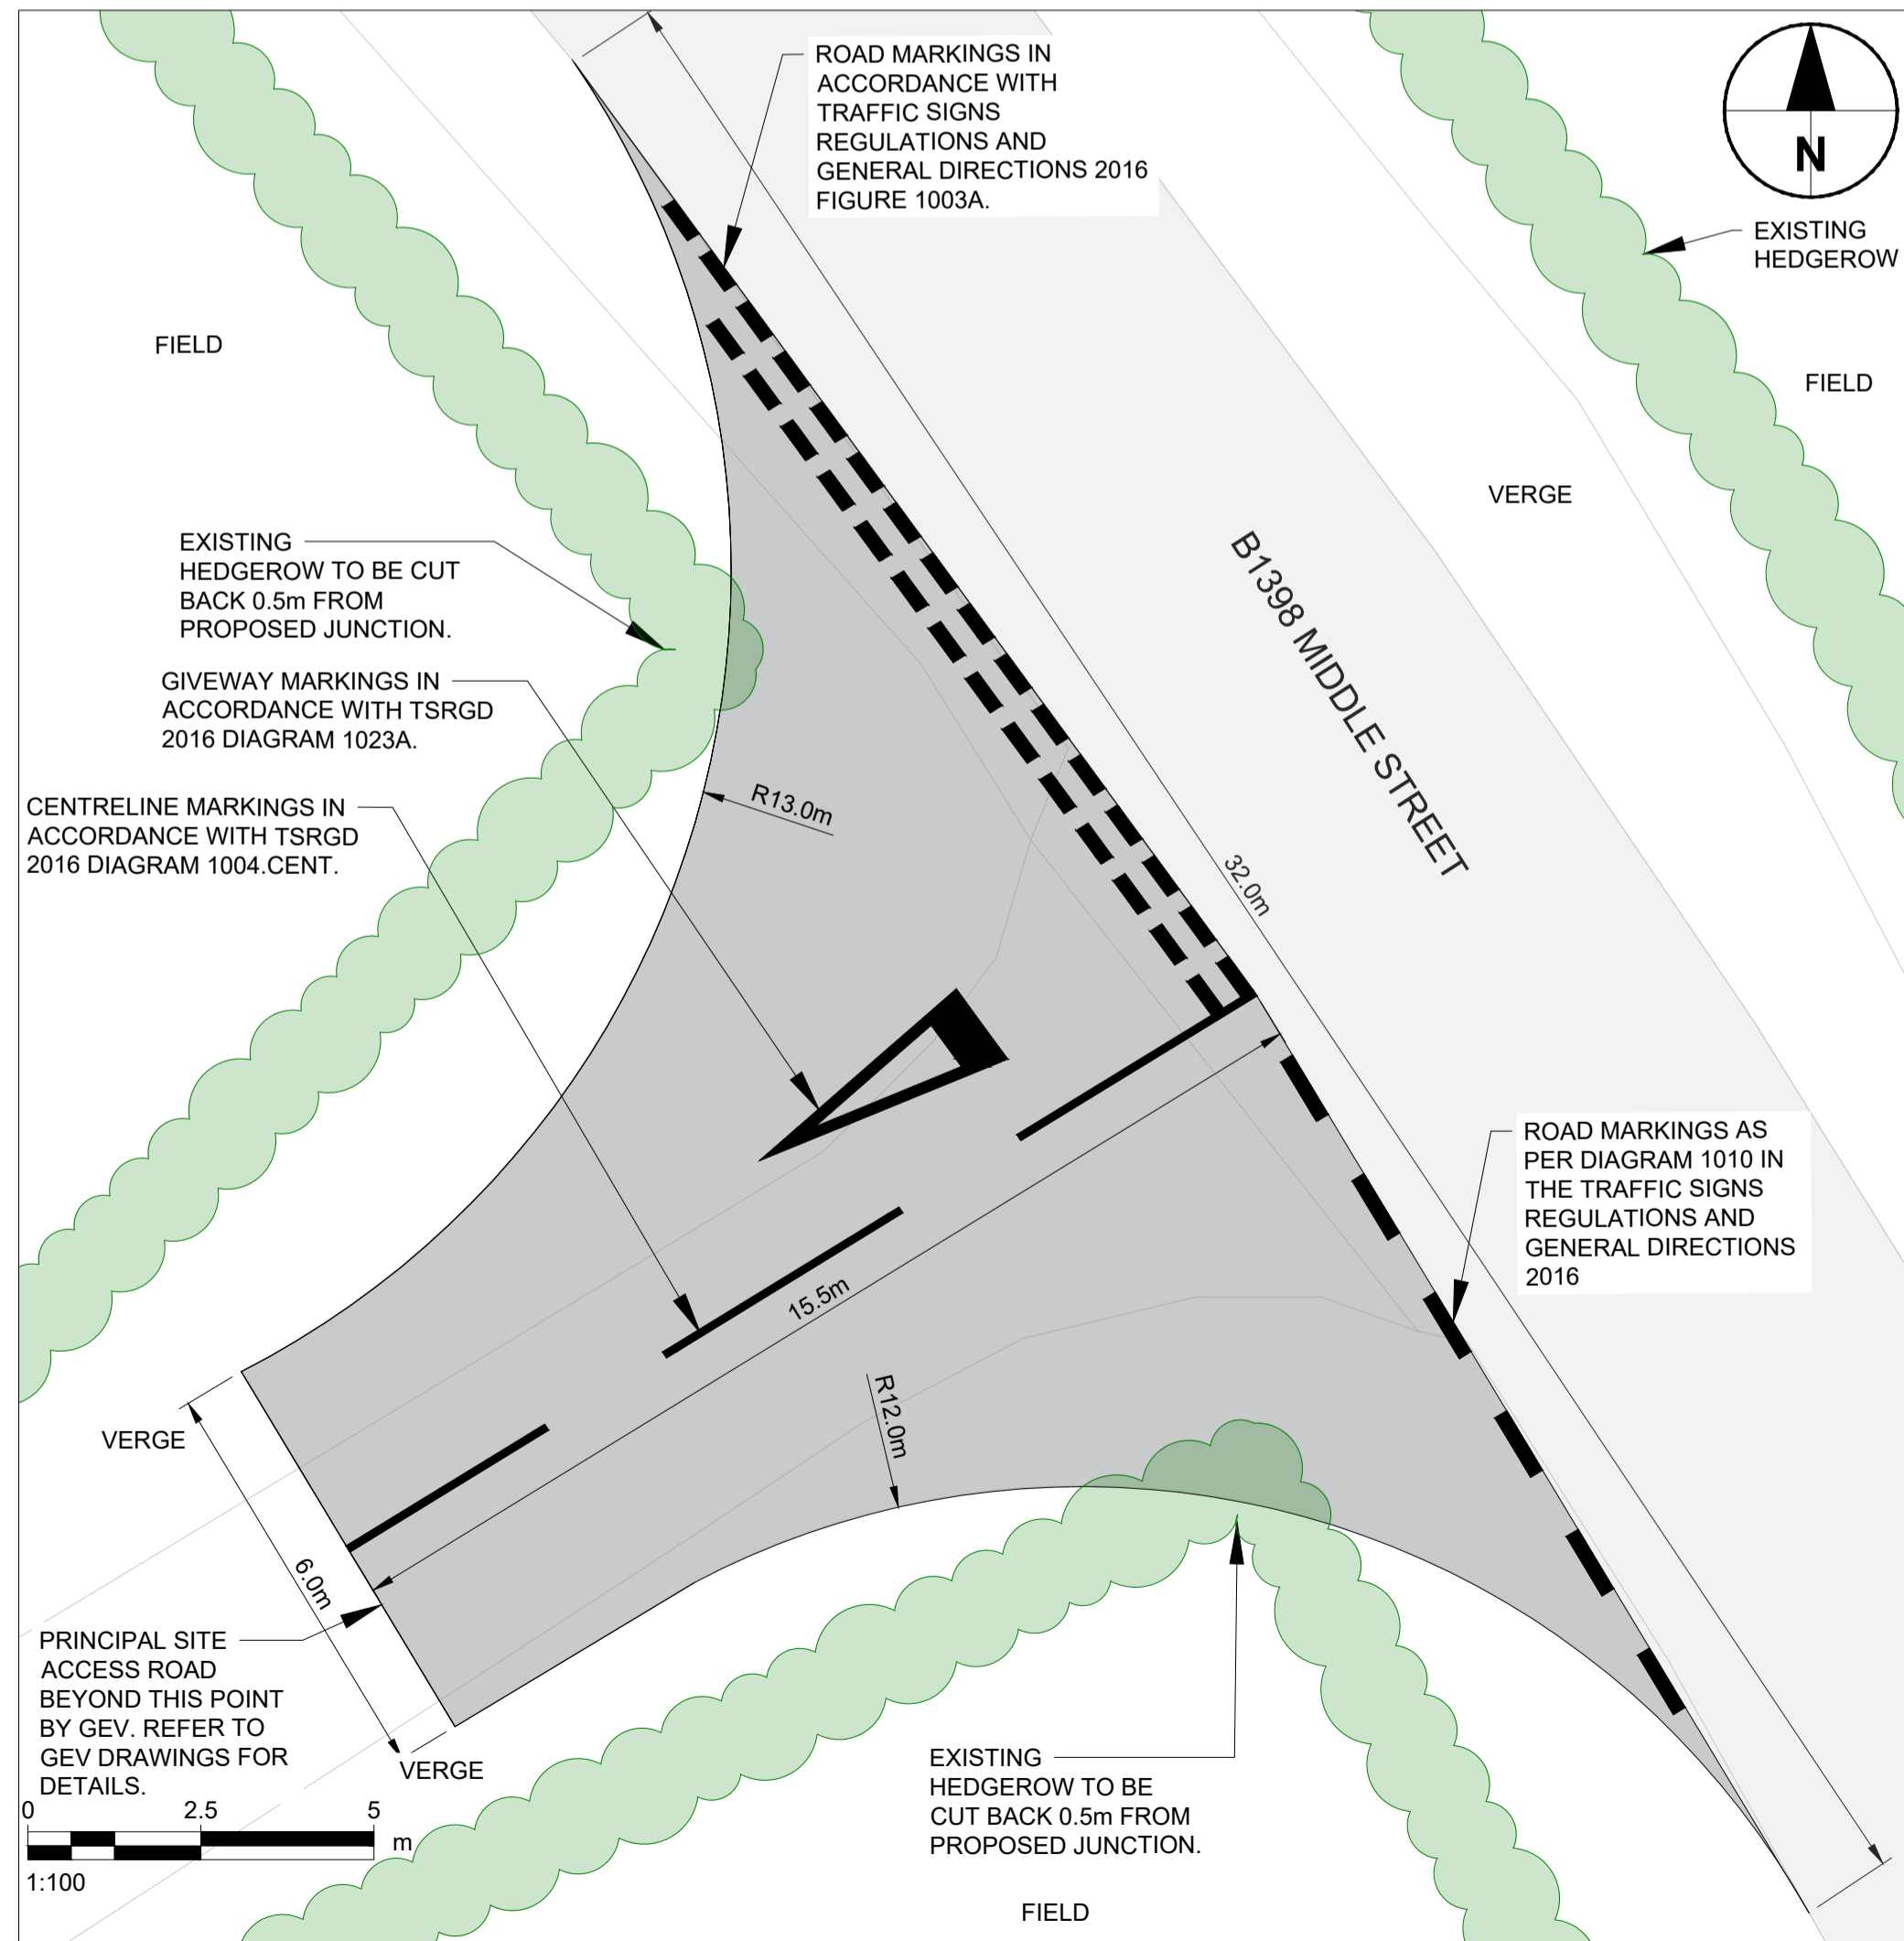 ROAD MARKINGS IN
ACCORDANCE WITH
TRAFFIC SIGNS
REGULATIONS AND
GENERAL DIRECTIONS 2016
FIGURE 1003A.
N
EXISTING
HEDGEROW
FIELD
FIELD
VERGE
EXISTING
HEDGEROW TO BE CUT
BACK 0.5m FROM
PROPOSED JUNCTION.
B1398 MIDDLE STREET
GIVEWAY MARKINGS IN
ACCORDANCE WITH TSRGD
2016 DIAGRAM 1023A.
CENTRELINE MARKINGS IN
ACCORDANCE WITH TSRGD
2016 DIAGRAM 1004.CENT.
R13.0m
32.0m
ROAD MARKINGS AS
PER DIAGRAM 1010 IN
THE TRAFFIC SIGNS
REGULATIONS AND
GENERAL DIRECTIONS
2016
15.5m
R12.0m
VERGE
6.0m
PRINCIPAL SITE
ACCESS ROAD
BEYOND THIS POINT
BY GEV. REFER TO
GEV DRAWINGS FOR
DETAILS.
VERGE
EXISTING
HEDGEROW TO BE
CUT BACK 0.5m FROM
PROPOSED JUNCTION.
0 2.5 5
m
1:100
FIELD